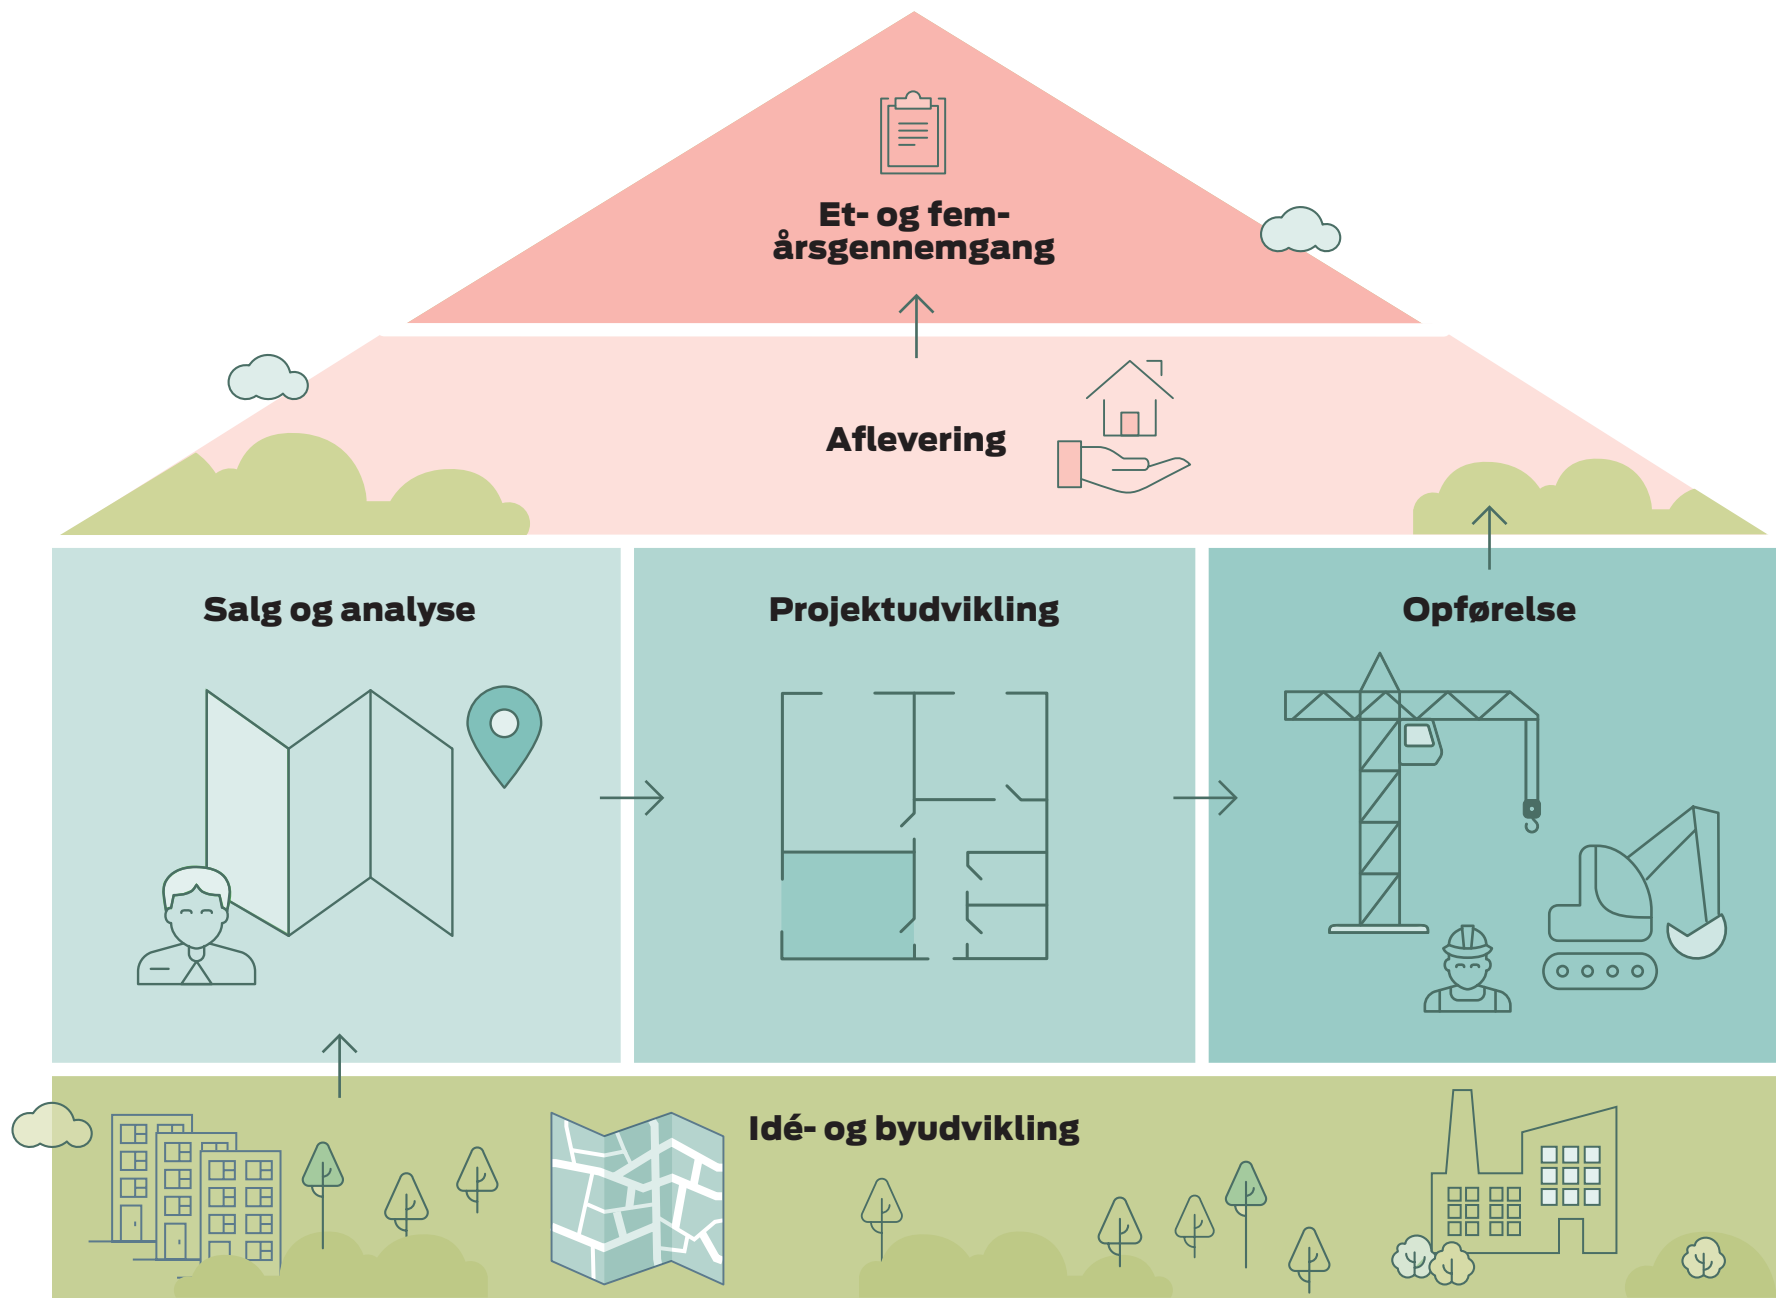 Et- og fem-
årsgennemgang
Aflevering
Salg og analyse
Projektudvikling
Opførelse
Idé- og byudvikling